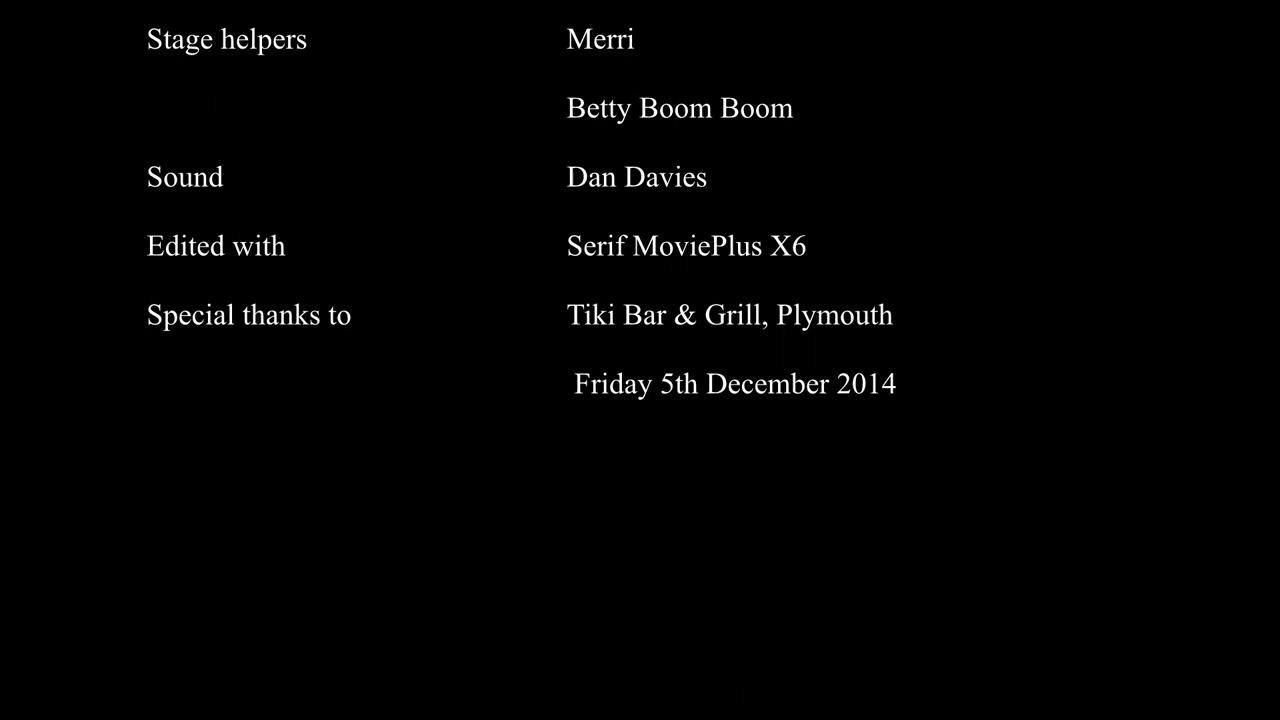 Stage helpers Merri
Betty Boom Boom
Sound Dan Davies
Edited with Serif MoviePlus X6
Special thanks to Tiki Bar & Grill, Plymouth
Friday 5th December 2014